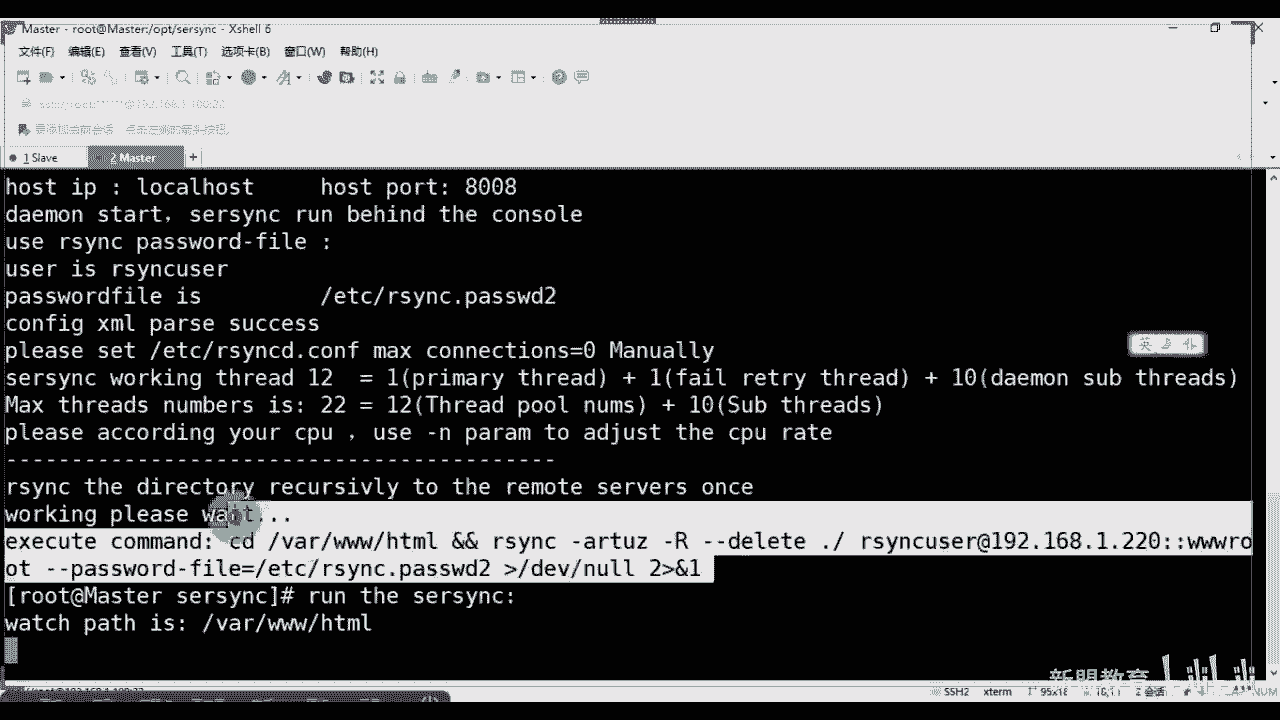 Master - root@Master:/opt/sersync - Xshell 6
文件(F) 编辑(E) 查看(V) 工具(T) 选项卡(B) 窗口(W) 帮助(H)
1 Slave
2 Master
+
host ip : localhost     host port: 8008
daemon start，sersync run behind the console
use rsync password-file :
user is rsyncuser
passwordfile is         /etc/rsync.passwd2
config xml parse success
please set /etc/rsyncd.conf max connections=0 Manually
sersync working thread 12  = 1(primary thread) + 1(fail retry thread) + 10(daemon sub threads)
Max threads numbers is: 22 = 12(Thread pool nums) + 10(Sub threads)
please according your cpu ，use -n param to adjust the cpu rate
------------------------------------------
rsync the directory recursivly to the remote servers once
working please wait...
execute command: cd /var/www/html && rsync -artuz -R --delete ./ rsyncuser@192.168.1.220::wwwro
ot --password-file=/etc/rsync.passwd2 >/dev/null 2>&1
[root@Master sersync]# run the sersync:
watch path is: /var/www/html
英
新盟教育
SSH2 xterm NUM